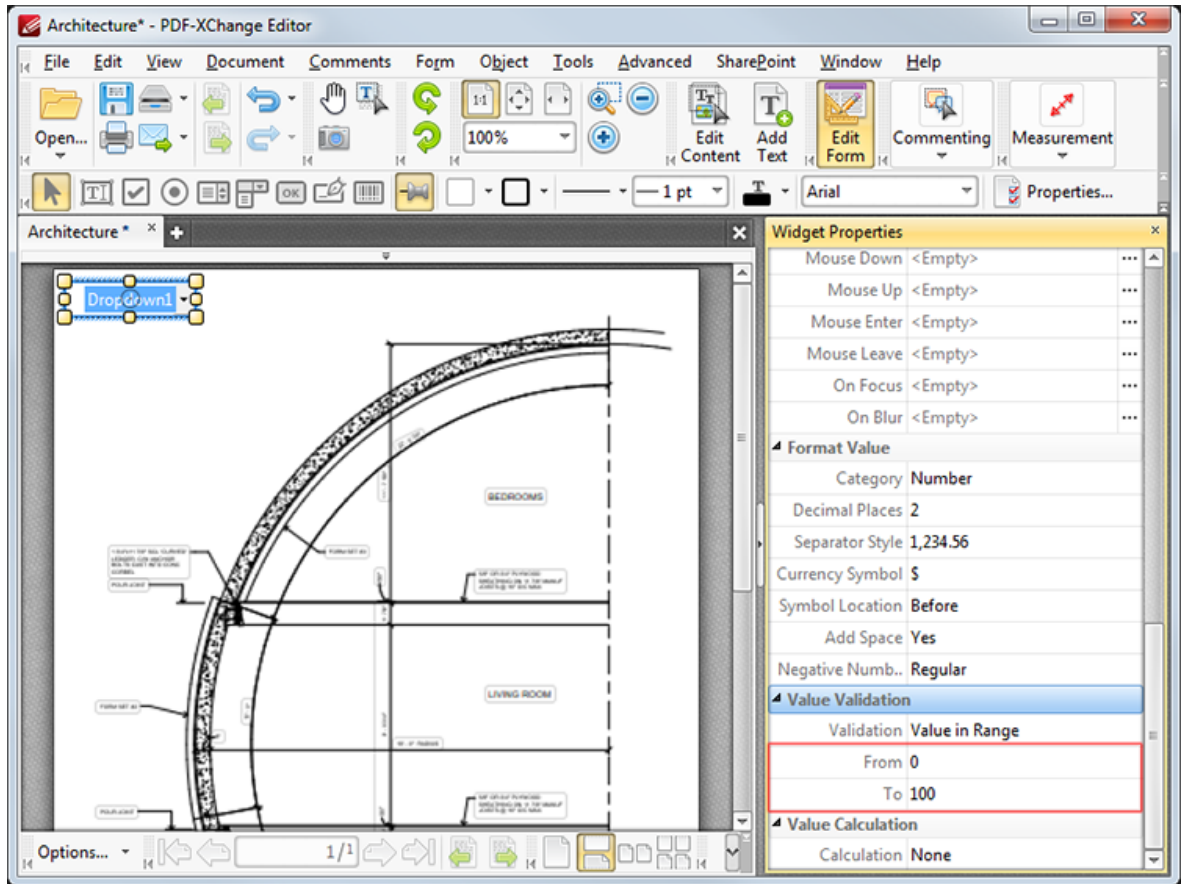 Architecture* - PDF-XChange Editor
File Edit View Document Comments Form Object Tools Advanced SharePoint Window Help
Open... 1:1 100% Edit Content Add Text Edit Form Commenting Measurement
T OK 1 pt T Arial Properties...
Architecture *
Dropdown1
BEDROOMS
LIVING ROOM
Options... 1/1
Widget Properties
Mouse Down <Empty> ...
Mouse Up <Empty> ...
Mouse Enter <Empty> ...
Mouse Leave <Empty> ...
On Focus <Empty> ...
On Blur <Empty> ...
Format Value
Category Number
Decimal Places 2
Separator Style 1,234.56
Currency Symbol $
Symbol Location Before
Add Space Yes
Negative Numb.. Regular
Value Validation
Validation Value in Range
From 0
To 100
Value Calculation
Calculation None